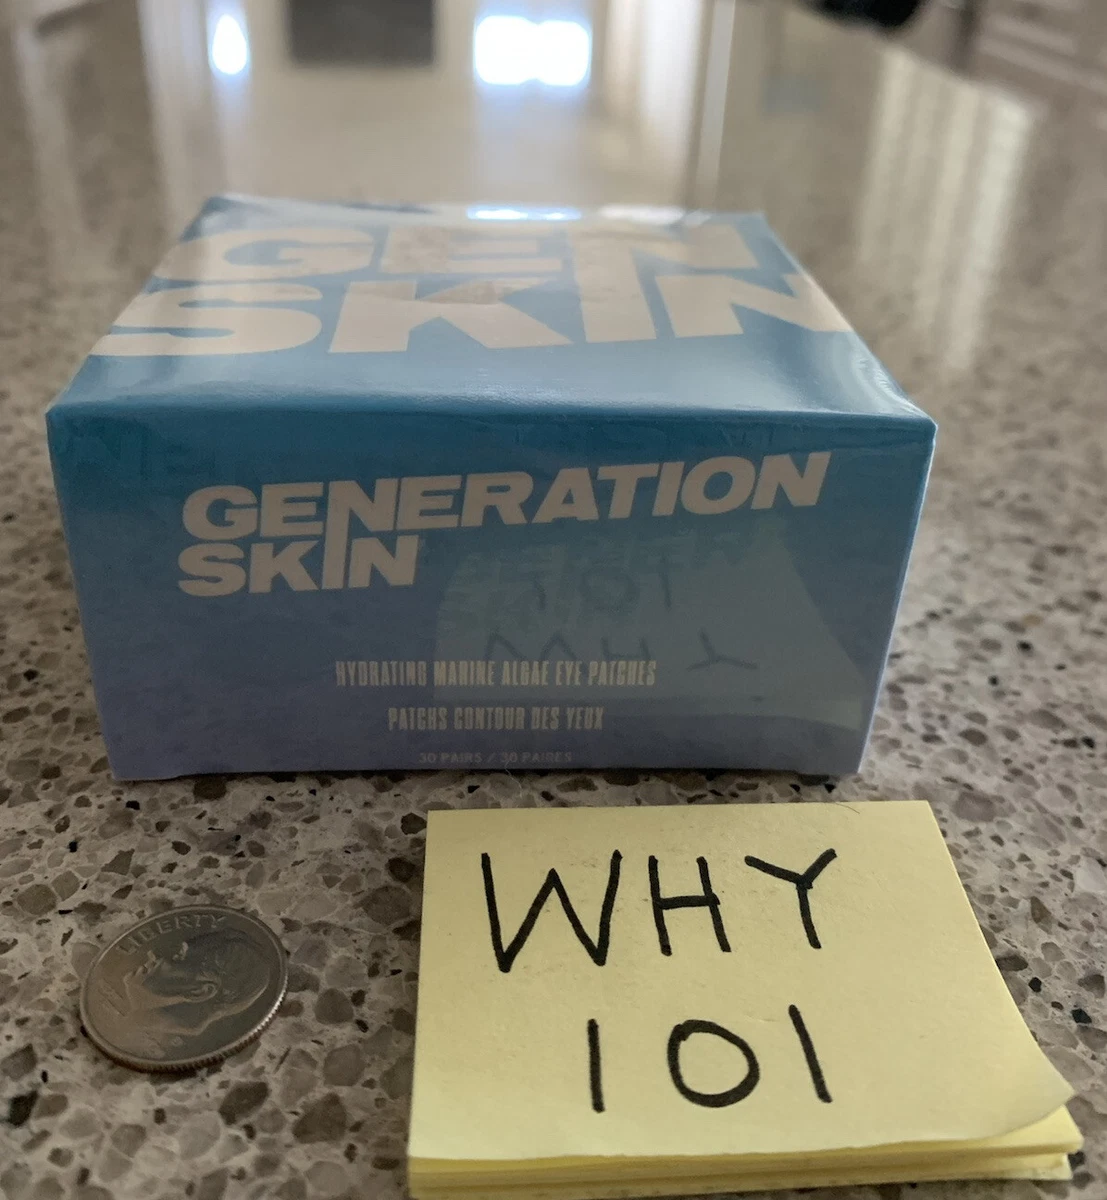 GEN
SKIN
GENERATION
SKIN
HYDRATING MARINE ALGAE EYE PATCHES
PATCHS CONTOUR DES YEUX
30 PAIRS / 30 PAIRES
LIBERTY
WHY
101